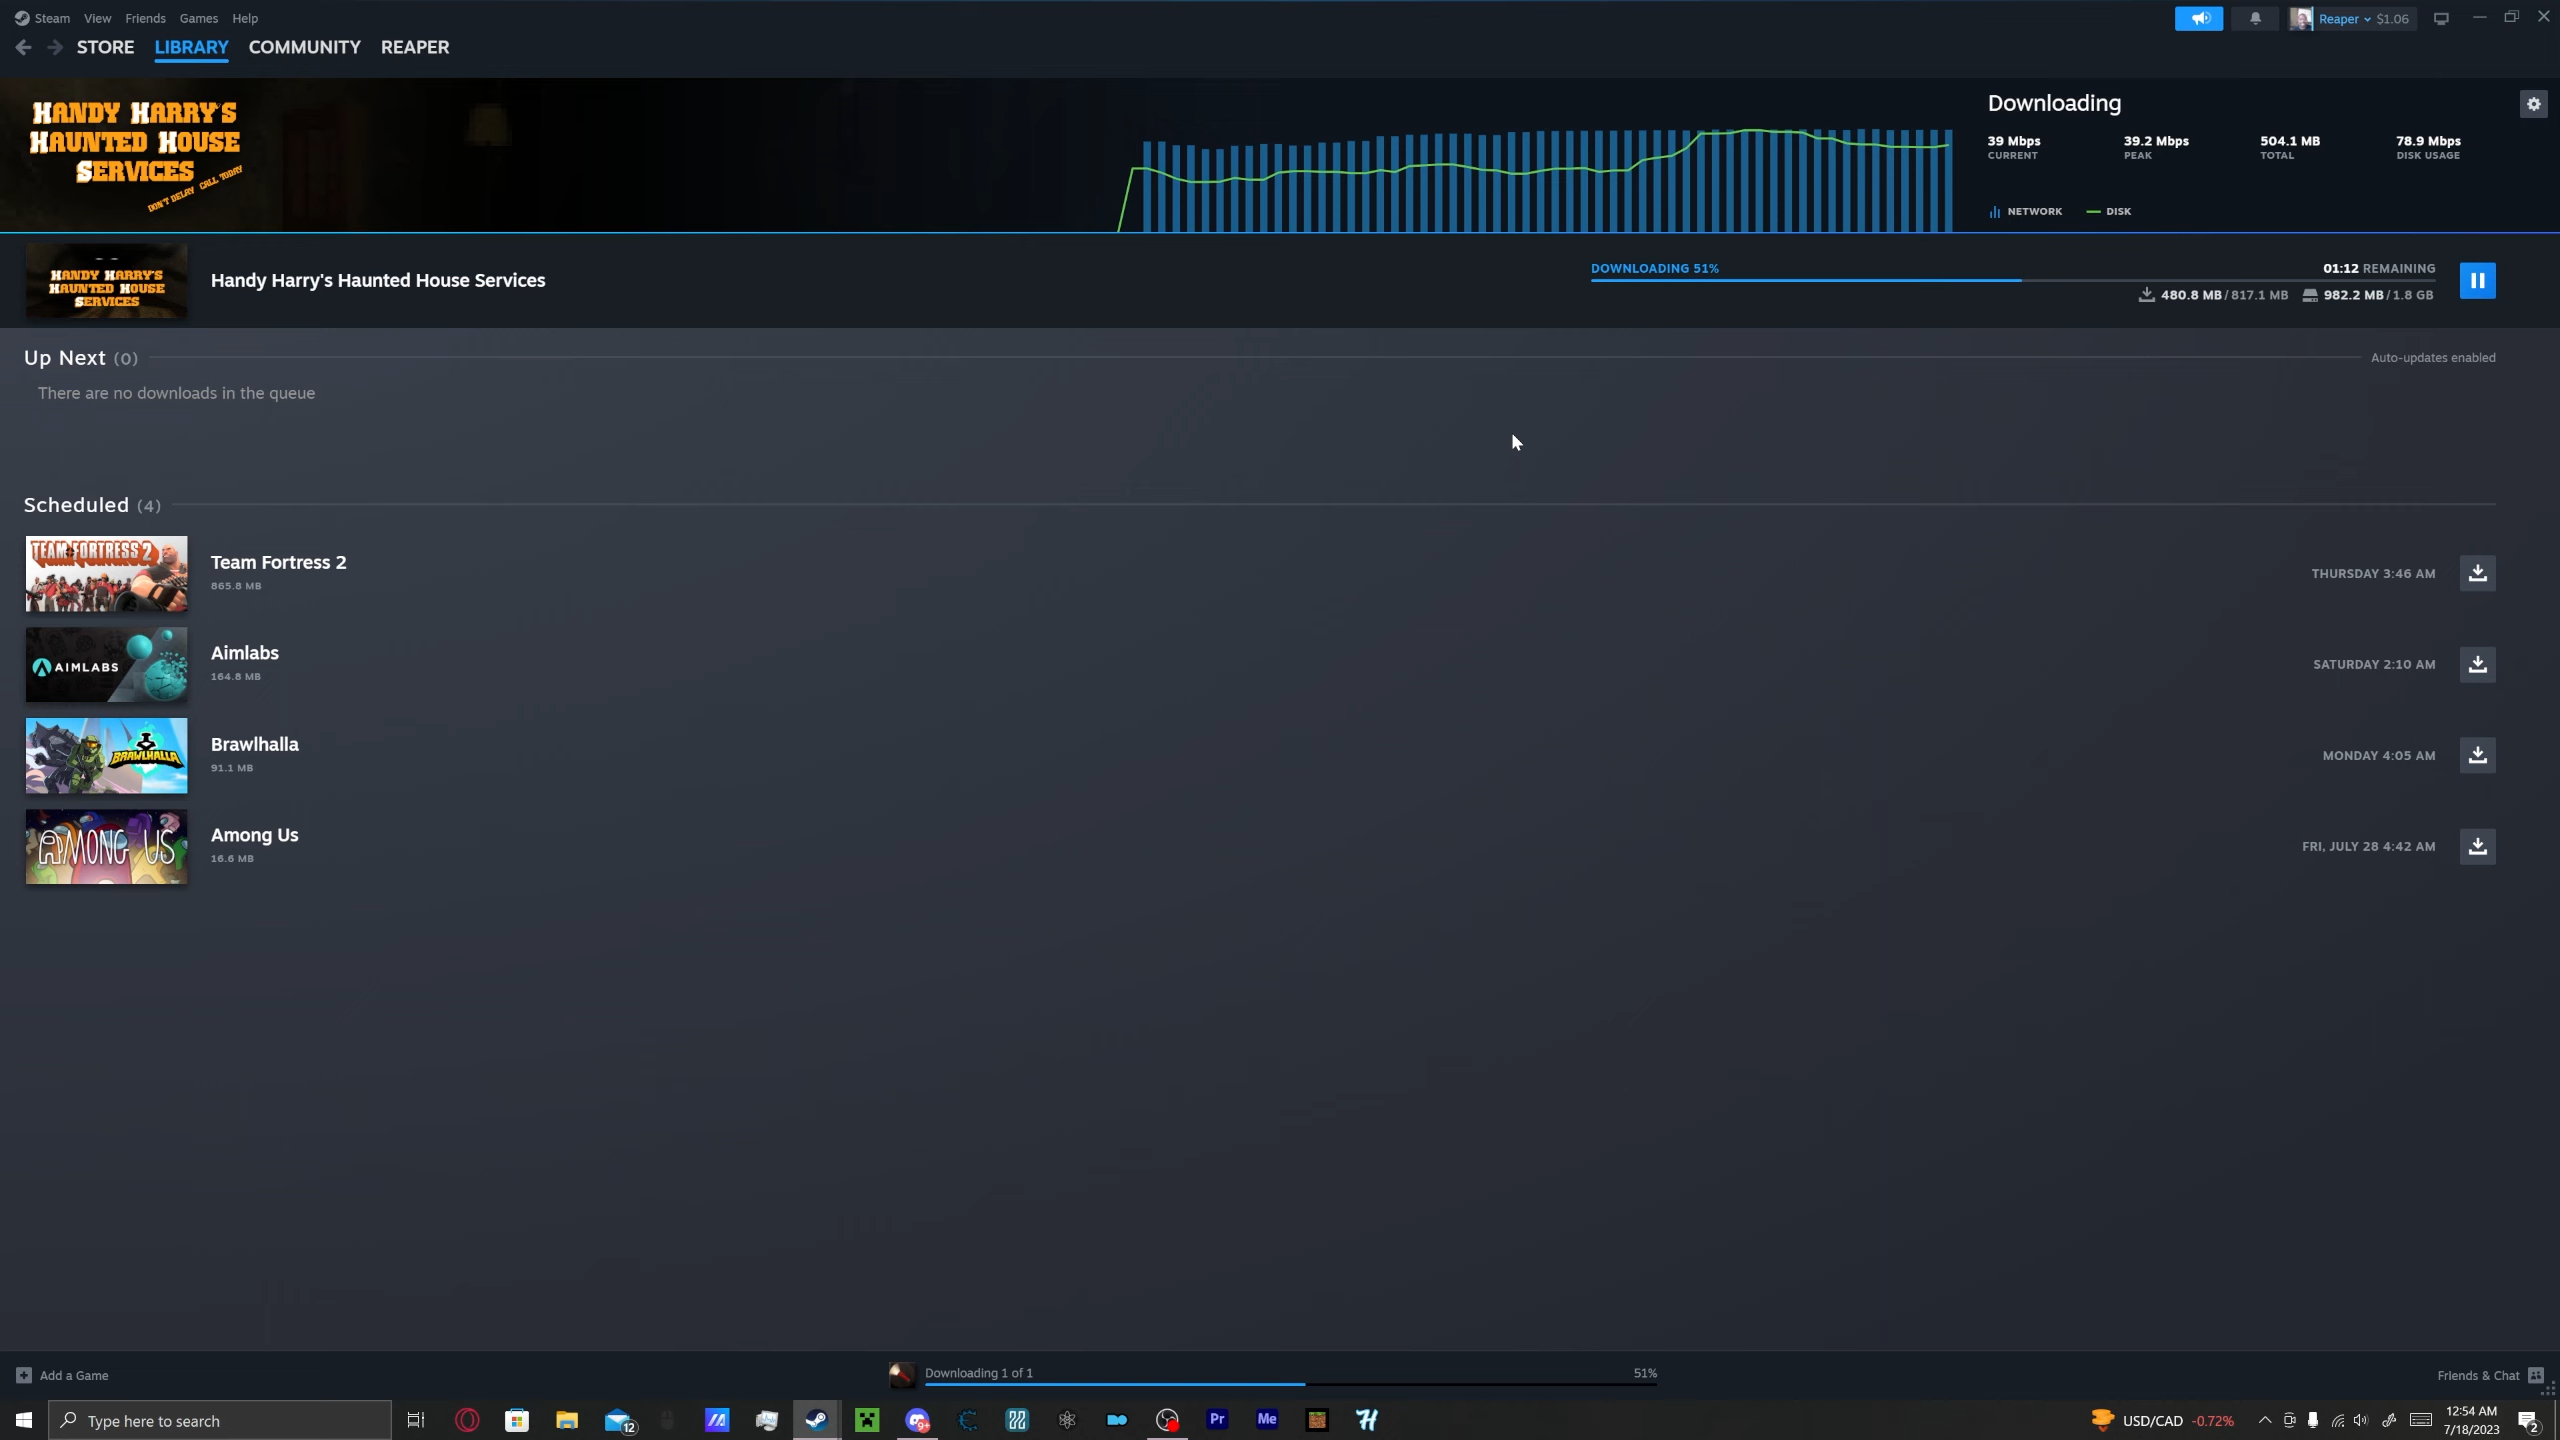 Steam View Friends Games Help
Reaper $1.06
STORE LIBRARY COMMUNITY REAPER
HANDY HARRY'S
HAUNTED HOUSE
SERVICES
DON'T DELAY CALL TODAY
Downloading
39 Mbps 39.2 Mbps 504.1 MB 78.9 Mbps
CURRENT PEAK TOTAL DISK USAGE
NETWORK DISK
HANDY HARRY'S
HAUNTED HOUSE
SERVICES
Handy Harry's Haunted House Services
DOWNLOADING 51% 01:12 REMAINING
480.8 MB / 817.1 MB 982.2 MB / 1.8 GB
Up Next (0) Auto-updates enabled
There are no downloads in the queue
Scheduled (4)
TEAM FORTRESS 2
Team Fortress 2
865.8 MB
THURSDAY 3:46 AM
AIMLABS
Aimlabs
164.8 MB
SATURDAY 2:10 AM
BRAWLHALLA
Brawlhalla
91.1 MB
MONDAY 4:05 AM
AMONG US
Among Us
16.6 MB
FRI, JULY 28 4:42 AM
Add a Game
Downloading 1 of 1 51%
Friends & Chat
Type here to search
12
9+
Pr
Me
USD/CAD -0.72%
12:54 AM
7/18/2023
2